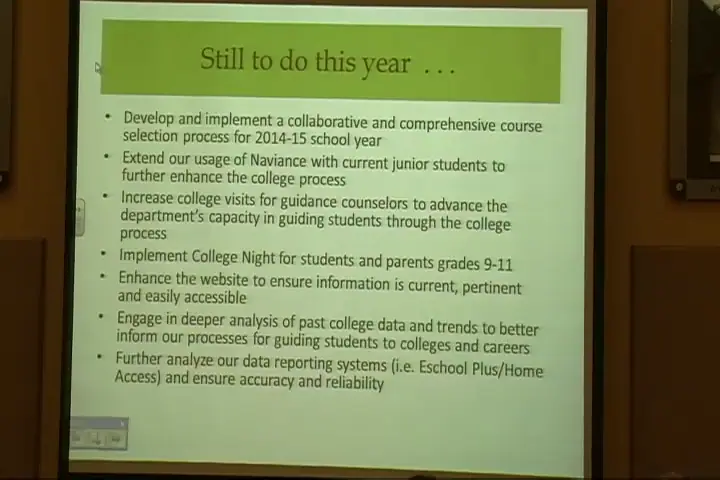 Still to do this year ...
• Develop and implement a collaborative and comprehensive course
selection process for 2014-15 school year
• Extend our usage of Naviance with current junior students to
further enhance the college process
• Increase college visits for guidance counselors to advance the
department's capacity in guiding students through the college
process
• Implement College Night for students and parents grades 9-11
• Enhance the website to ensure information is current, pertinent
and easily accessible
• Engage in deeper analysis of past college data and trends to better
inform our processes for guiding students to colleges and careers
• Further analyze our data reporting systems (i.e. Eschool Plus/Home
Access) and ensure accuracy and reliability